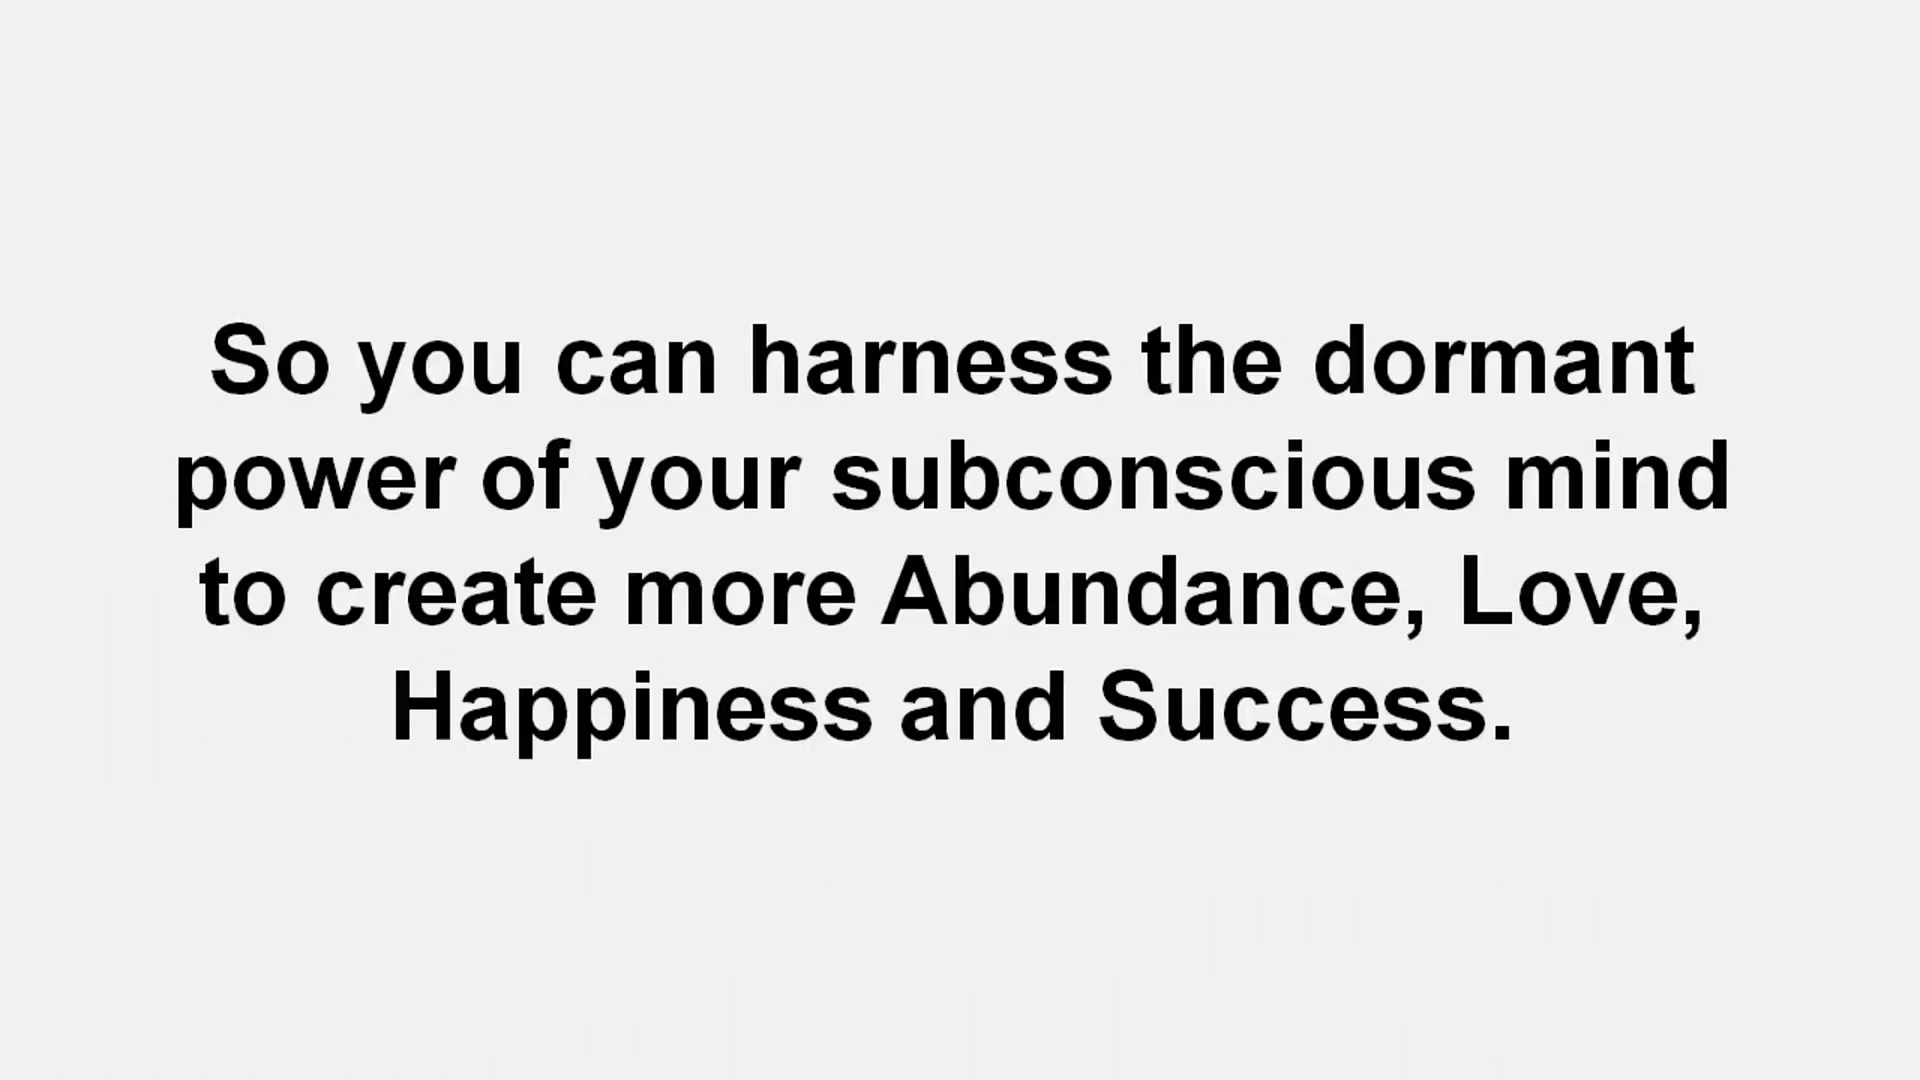 So you can harness the dormant
power of your subconscious mind
to create more Abundance, Love,
Happiness and Success.